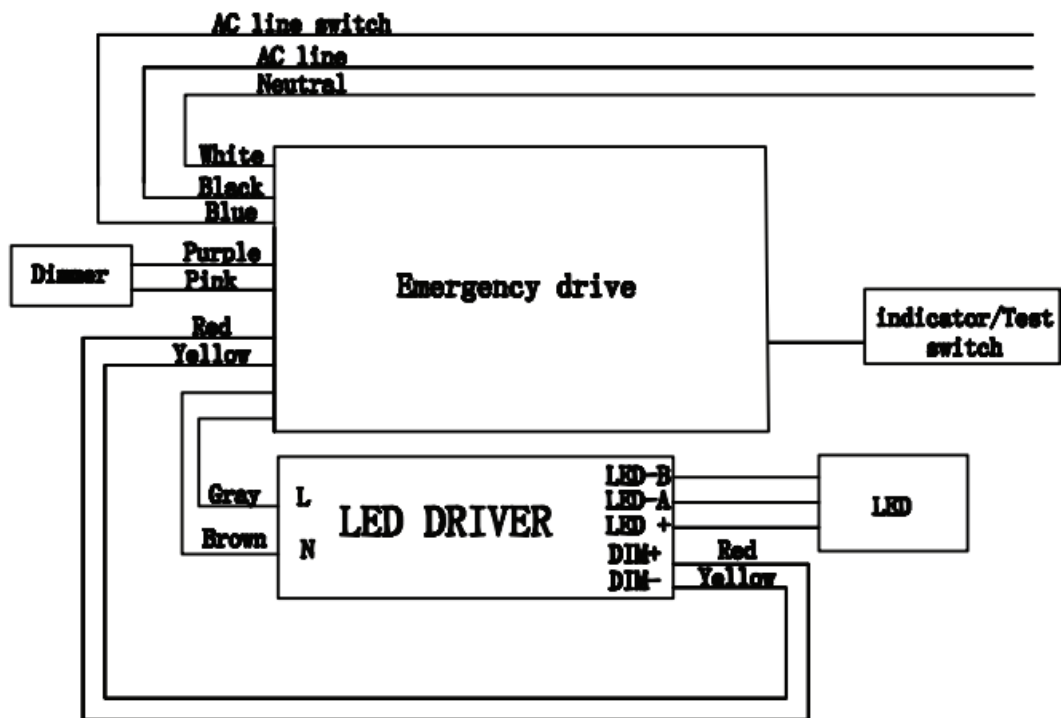 AC line switch
AC line
Neutral
White
Black
Blue
Purple
Pink
Dimmer
Emergency drive
Red
Yellow
indicator/Test
switch
Gray
Brown
L
N
LED DRIVER
LED-B
LED-A
LED +
DIM+
DIM-
LED
Red
Yellow